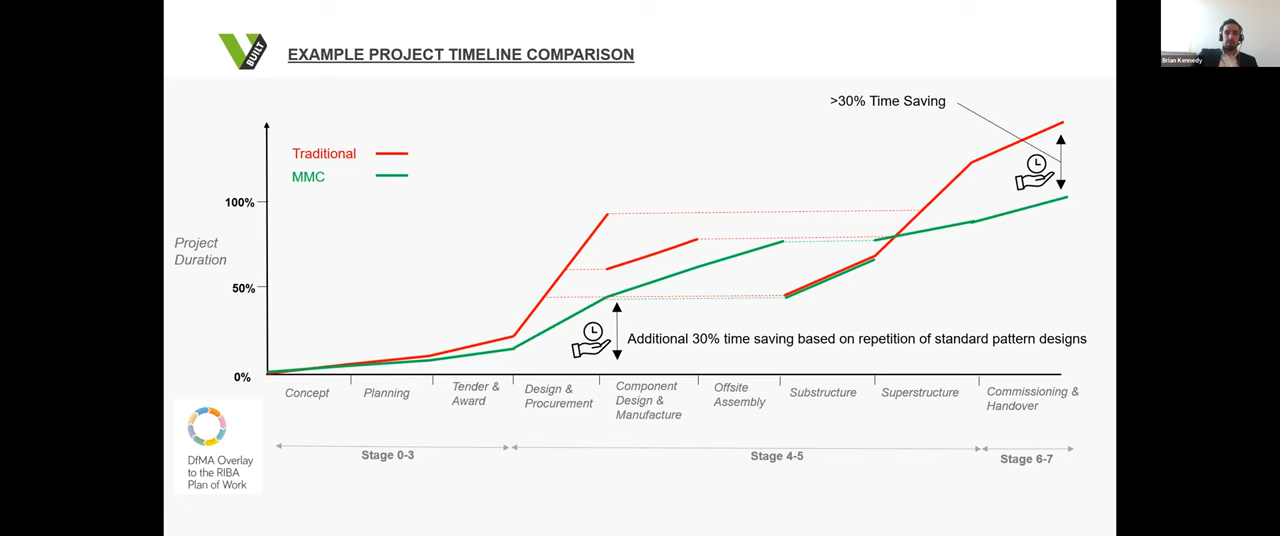 BUILT
EXAMPLE PROJECT TIMELINE COMPARISON
Brian Kennedy
>30% Time Saving
Traditional
MMC
100%
Project
Duration
50%
Additional 30% time saving based on repetition of standard pattern designs
0%
Concept
Planning
Tender &
Award
Design &
Procurement
Component
Design &
Manufacture
Offsite
Assembly
Substructure
Superstructure
Commissioning &
Handover
Stage 0-3
Stage 4-5
Stage 6-7
DfMA Overlay
to the RIBA
Plan of Work